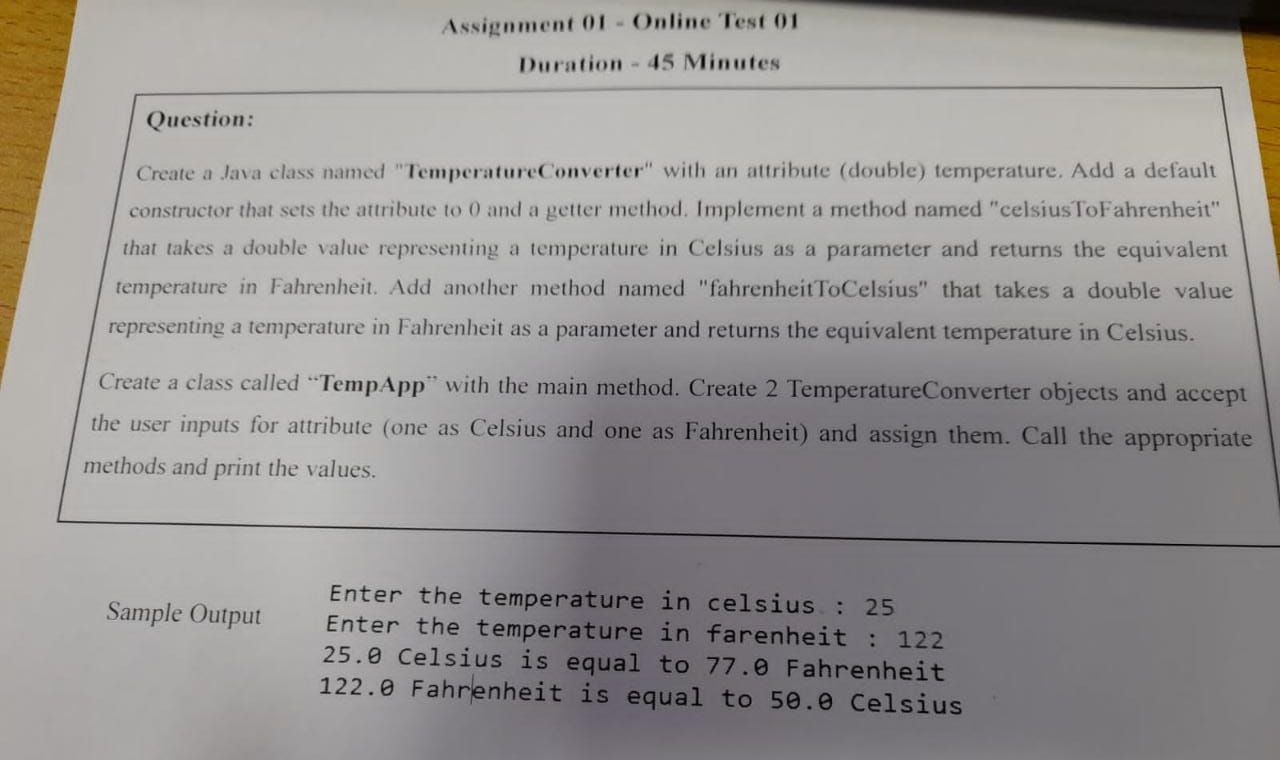 Assignment 01 - Online Test 01
Duration - 45 Minutes
Question:
Create a Java class named "TemperatureConverter" with an attribute (double) temperature. Add a default
constructor that sets the attribute to 0 and a getter method. Implement a method named "celsiusToFahrenheit"
that takes a double value representing a temperature in Celsius as a parameter and returns the equivalent
temperature in Fahrenheit. Add another method named "fahrenheitToCelsius" that takes a double value
representing a temperature in Fahrenheit as a parameter and returns the equivalent temperature in Celsius.
Create a class called “TempApp” with the main method. Create 2 TemperatureConverter objects and accept
the user inputs for attribute (one as Celsius and one as Fahrenheit) and assign them. Call the appropriate
methods and print the values.
Sample Output
Enter the temperature in celsius : 25
Enter the temperature in farenheit : 122
25.0 Celsius is equal to 77.0 Fahrenheit
122.0 Fahrenheit is equal to 50.0 Celsius